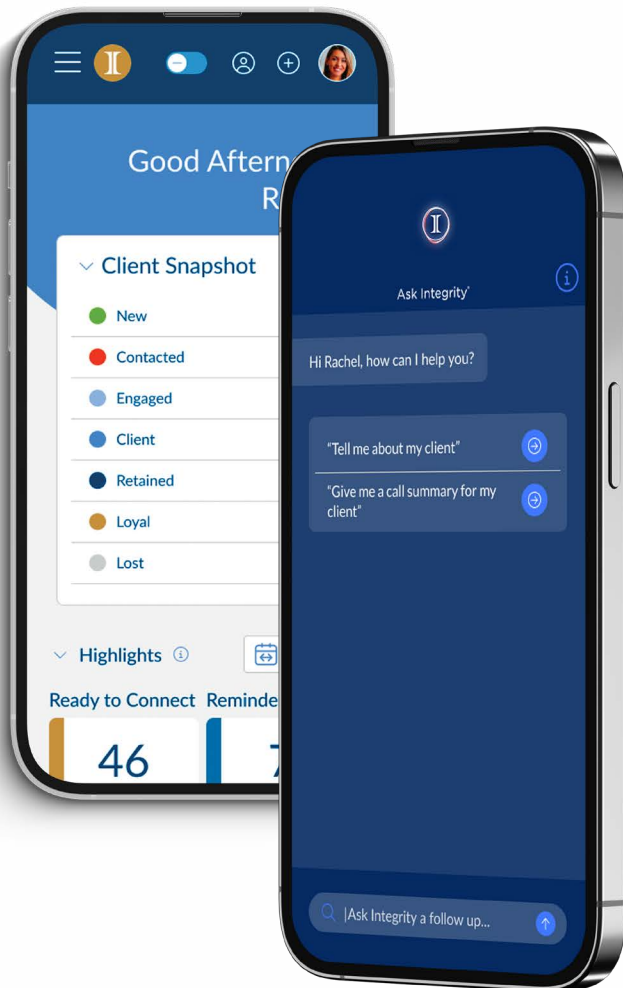 Good Aftern
R
Client Snapshot
New
Contacted
Engaged
Client
Retained
Loyal
Lost
Highlights
Ready to Connect Reminde
46
Ask Integrity
Hi Rachel, how can I help you?
“Tell me about my client”
“Give me a call summary for my
client”
Ask Integrity a follow up...